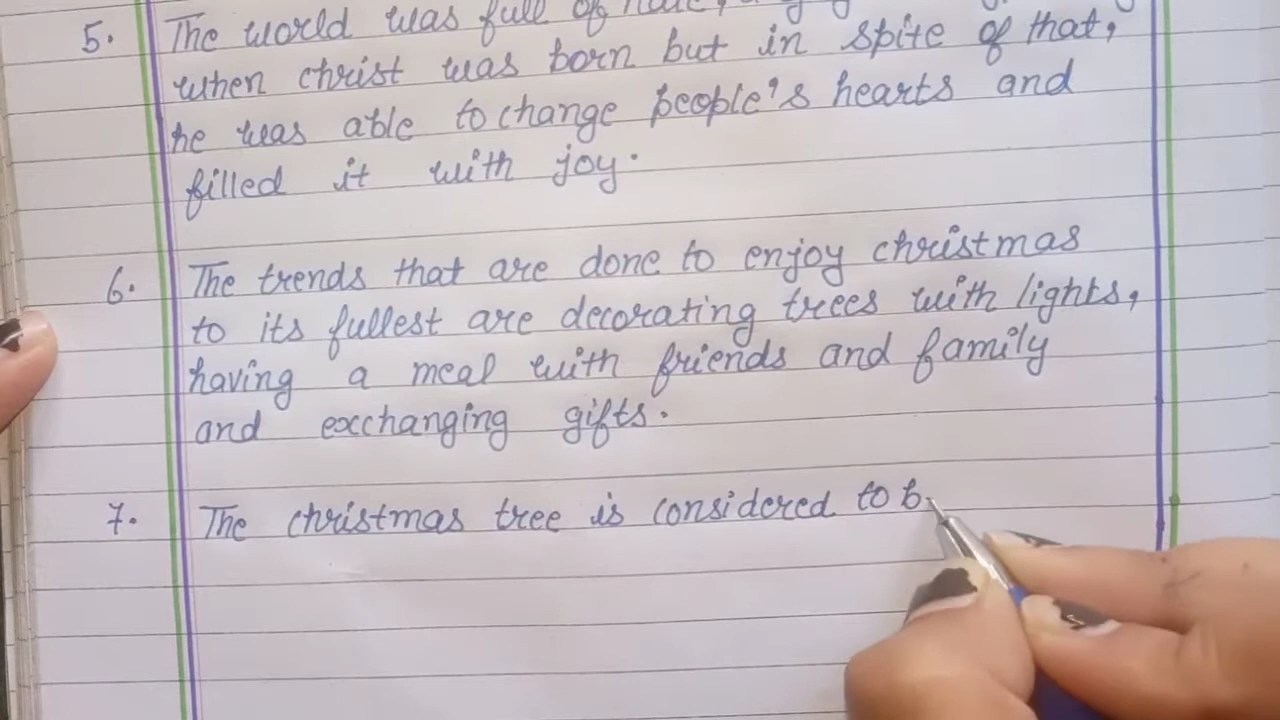 5. The world was full of hate,
when christ was born but in spite of that,
he was able to change people's hearts and
filled it with joy.
6. The trends that are done to enjoy christmas
to its fullest are decorating trees with lights,
having a meal with friends and family
and exchanging gifts.
7. The christmas tree is considered to b